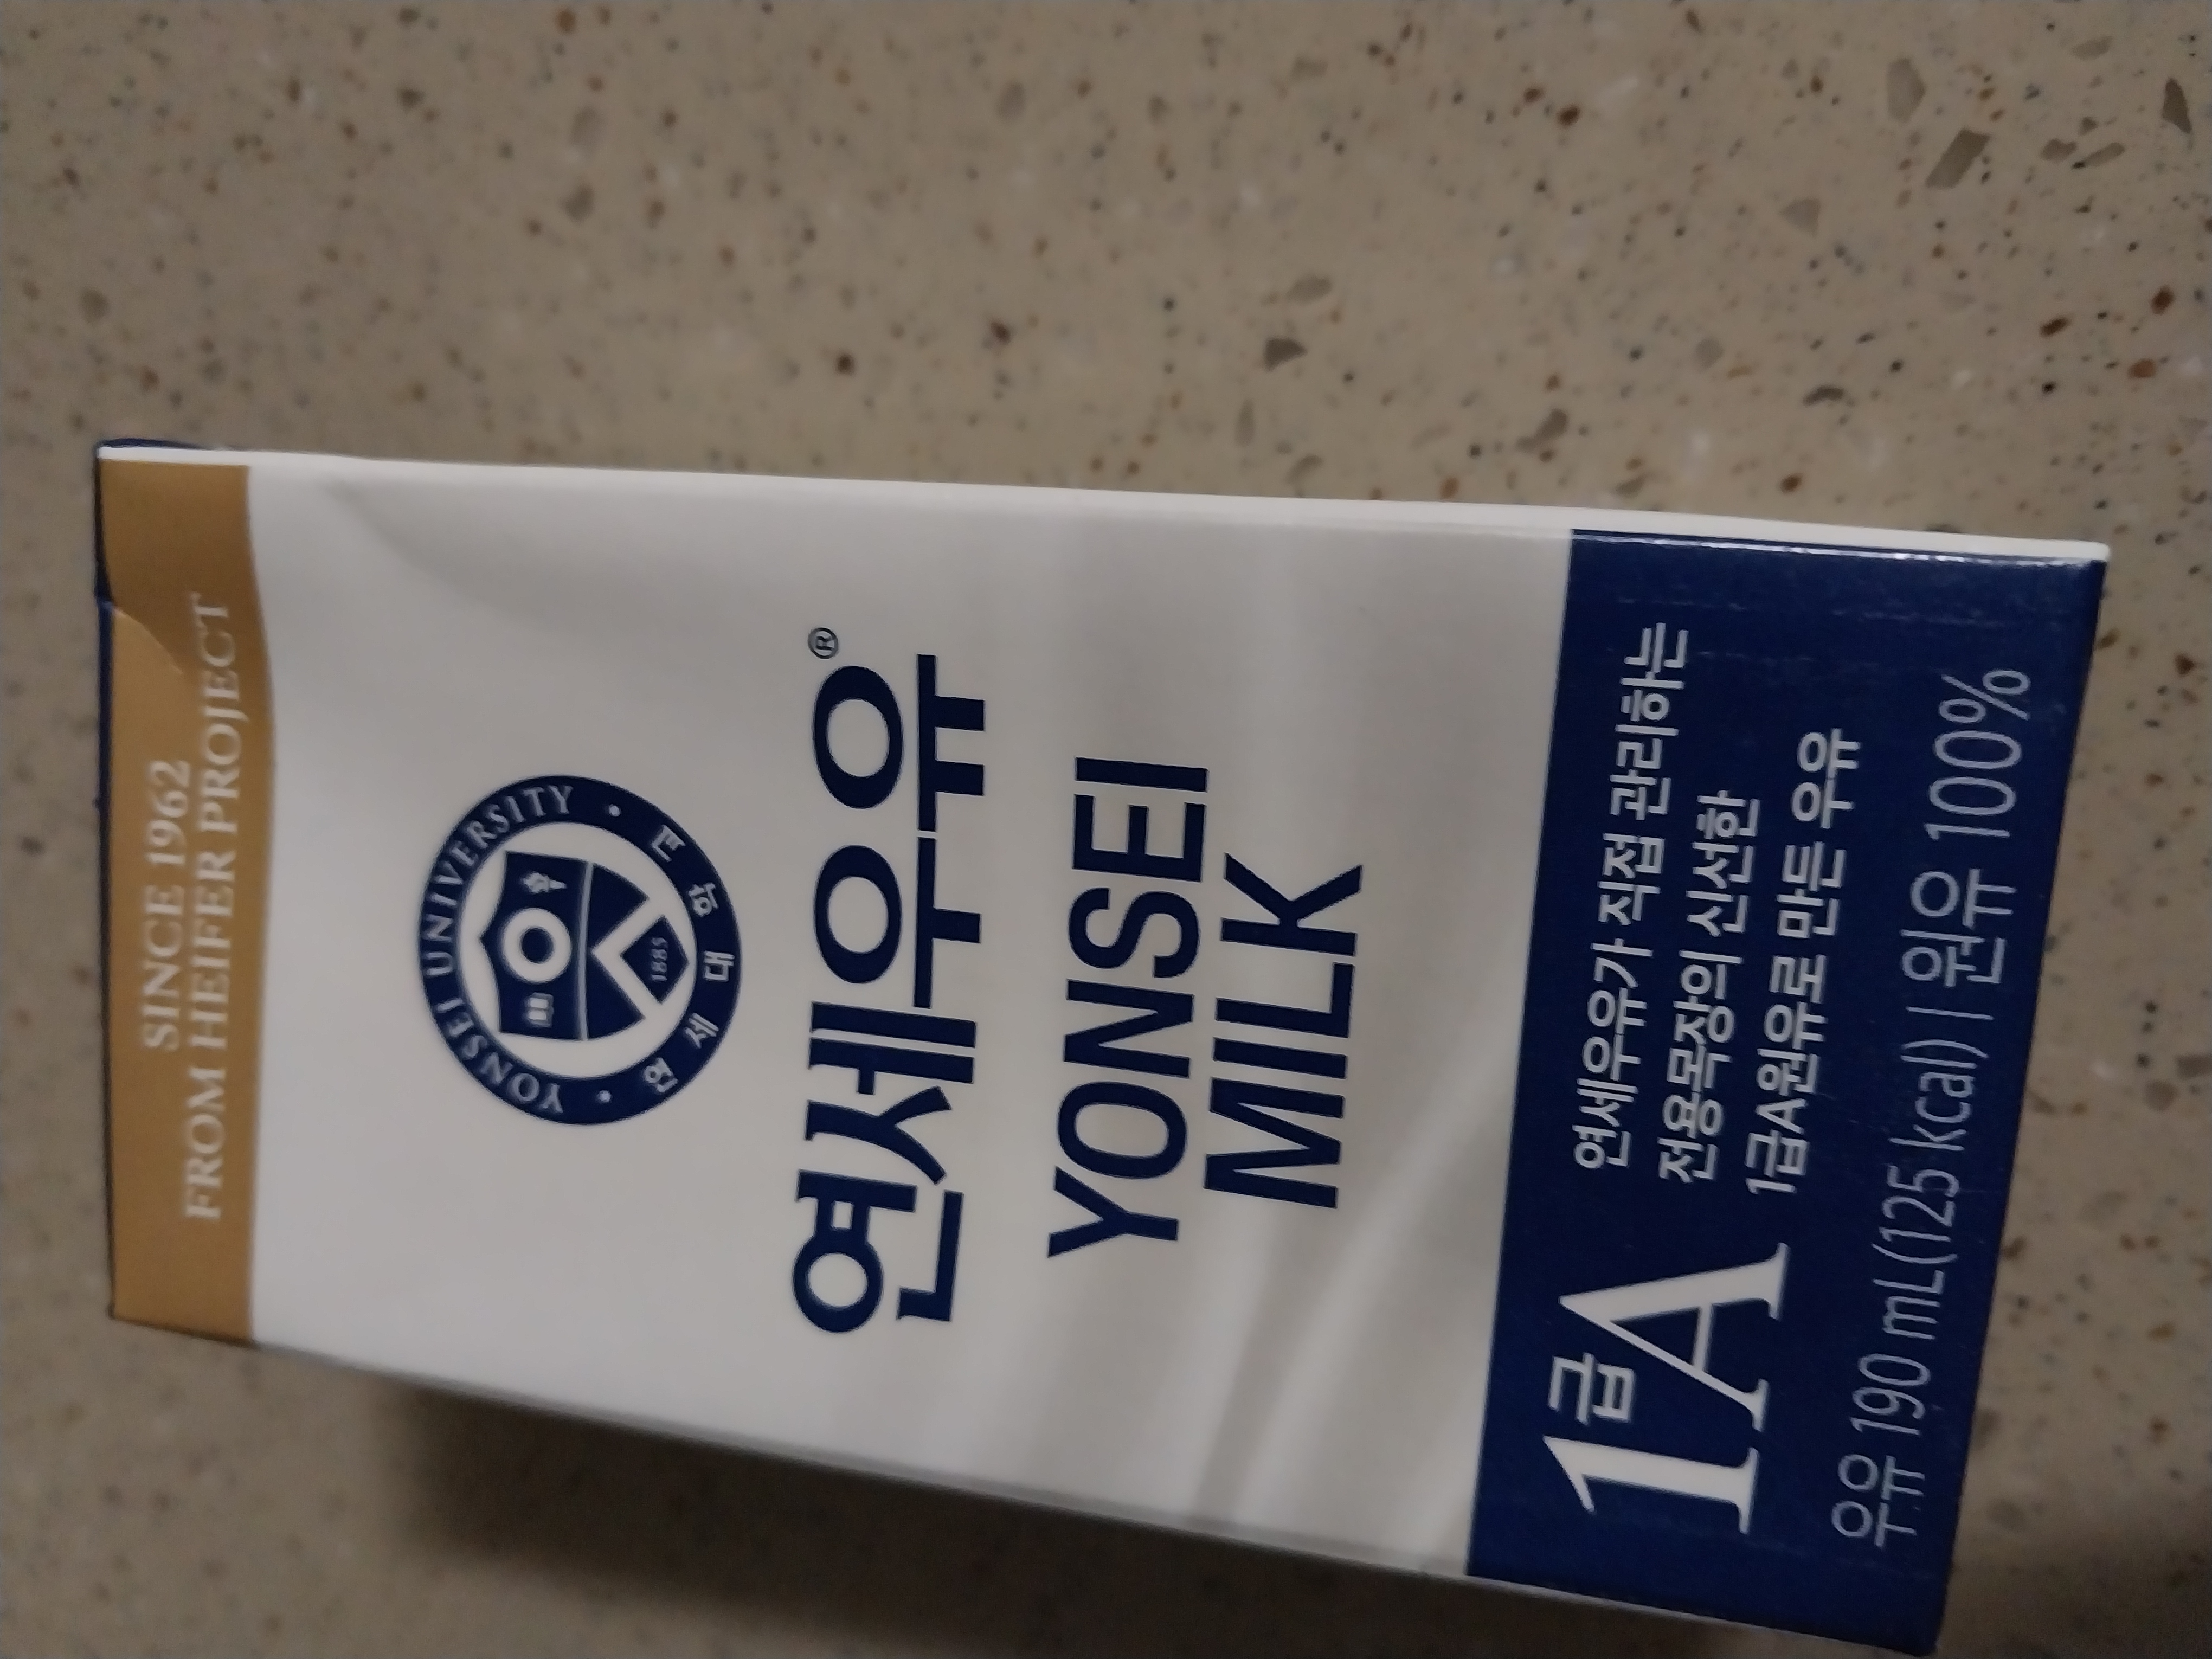 SINCE 1962
FROM HEIFER PROJECT
YONSEI UNIVERSITY
연세대학교
1885
연세우유®
YONSEI
MILK
1급A
연세우유가 직접 관리하는
전용목장의 신선한
1급A원유로 만든 우유
우유 190 mL(125 kcal) | 원유 100%